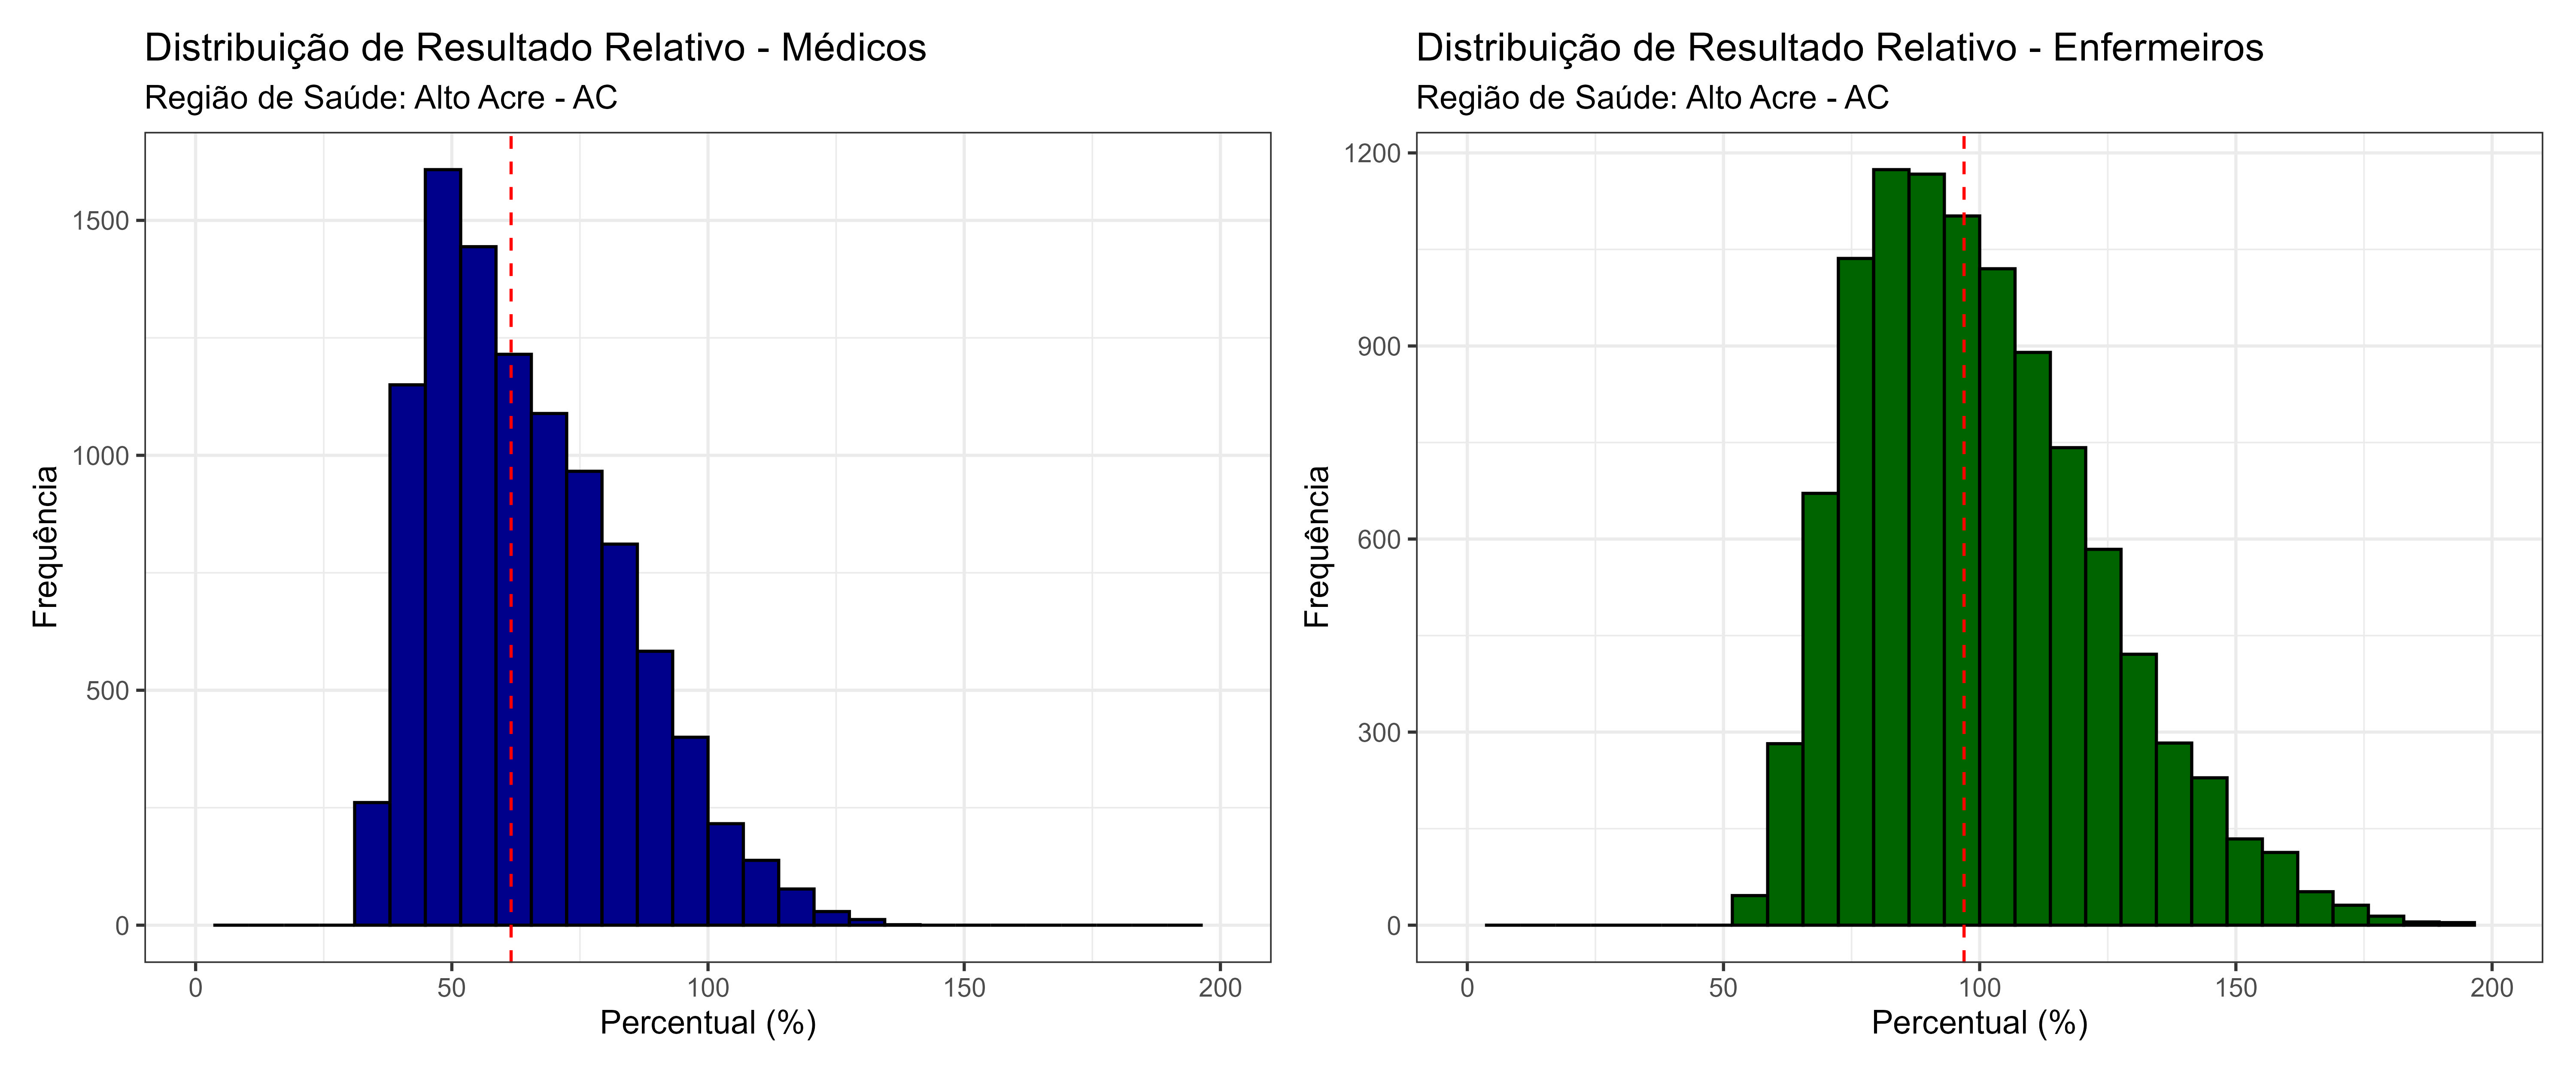 Distribuição de Resultado Relativo - Médicos
Região de Saúde: Alto Acre - AC
Frequência
1500
1000
500
0
0 50 100 150 200
Percentual (%)
Distribuição de Resultado Relativo - Enfermeiros
Região de Saúde: Alto Acre - AC
Frequência
1200
900
600
300
0
0 50 100 150 200
Percentual (%)